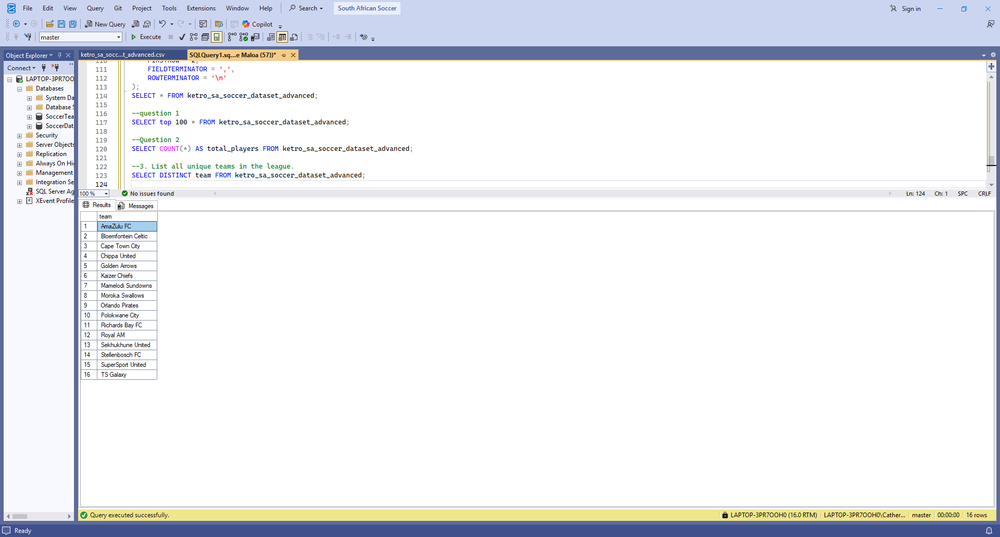 File Edit View Query Git Project Tools Extensions Window Help Search South African Soccer Sign in
New Query DAX Copilot
master Execute
Object Explorer ketro_sa_socc...t_advanced.csv SQLQuery1.sq...e Maloa (57))*
Connect
LAPTOP-3PR7OO
Databases
System Da
Database S
SoccerTea
SoccerDat
Security
Server Objects
Replication
Always On Hi
Management
Integration Se
SQL Server Ag
XEvent Profile
110 FIRSTROW = 2,
111 FIELDTERMINATOR = ',',
112 ROWTERMINATOR = '\n'
113 );
114 SELECT * FROM ketro_sa_soccer_dataset_advanced;
115
116 --question 1
117 SELECT top 100 * FROM ketro_sa_soccer_dataset_advanced;
118
119 --Question 2
120 SELECT COUNT(*) AS total_players FROM ketro_sa_soccer_dataset_advanced;
121
122 --3. List all unique teams in the league.
123 SELECT DISTINCT team FROM ketro_sa_soccer_dataset_advanced;
124
100 % No issues found Ln: 124 Ch: 1 SPC CRLF
Results Messages
team
1 AmaZulu FC
2 Bloemfontein Celtic
3 Cape Town City
4 Chippa United
5 Golden Arrows
6 Kaizer Chiefs
7 Mamelodi Sundowns
8 Moroka Swallows
9 Orlando Pirates
10 Polokwane City
11 Richards Bay FC
12 Royal AM
13 Sekhukhune United
14 Stellenbosch FC
15 SuperSport United
16 TS Galaxy
Query executed successfully. LAPTOP-3PR7OOH0 (16.0 RTM) LAPTOP-3PR7OOH0\Cather... master 00:00:00 16 rows
Ready